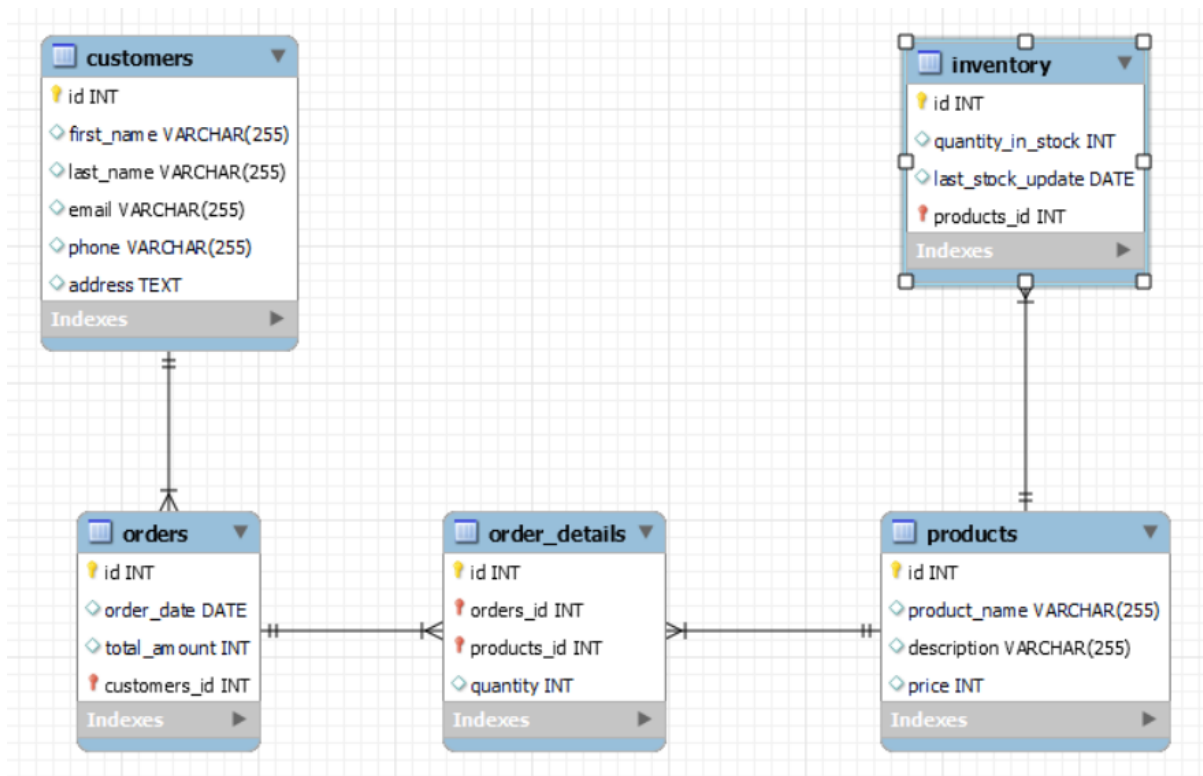 customers
id INT
first_name VARCHAR(255)
last_name VARCHAR(255)
email VARCHAR(255)
phone VARCHAR(255)
address TEXT
Indexes
inventory
id INT
quantity_in_stock INT
last_stock_update DATE
products_id INT
Indexes
orders
id INT
order_date DATE
total_amount INT
customers_id INT
Indexes
order_details
id INT
orders_id INT
products_id INT
quantity INT
Indexes
products
id INT
product_name VARCHAR(255)
description VARCHAR(255)
price INT
Indexes